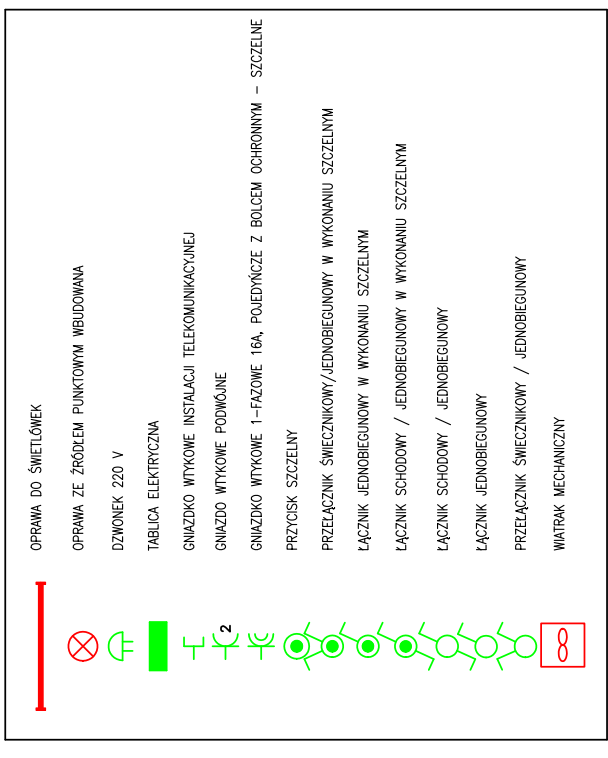 OPRAWA DO ŚWIETLÓWEK
OPRAWA ZE ŻRÓDŁEM PUNKTOWYM WBUDOWANA
DZWONEK 220 V
TABLICA ELEKTRYCZNA
GNIAZDKO WTYKOWE INSTALACJI TELEKOMUNIKACYJNEJ
2 GNIAZDO WTYKOWE PODWÓJNE
GNIAZDKO WTYKOWE 1-FAZOWE 16A, POJEDYŃCZE Z BOLCEM OCHRONNYM – SZCZELNE
PRZYCISK SZCZELNY
PRZEŁĄCZNIK ŚWIECZNIKOWY/JEDNOBIEGUNOWY W WYKONANIU SZCZELNYM
ŁĄCZNIK JEDNOBIEGUNOWY W WYKONANIU SZCZELNYM
ŁĄCZNIK SCHODOWY / JEDNOBIEGUNOWY W WYKONANIU SZCZELNYM
ŁĄCZNIK SCHODOWY / JEDNOBIEGUNOWY
ŁĄCZNIK JEDNOBIEGUNOWY
PRZEŁĄCZNIK ŚWIECZNIKOWY / JEDNOBIEGUNOWY
WIATRAK MECHANICZNY